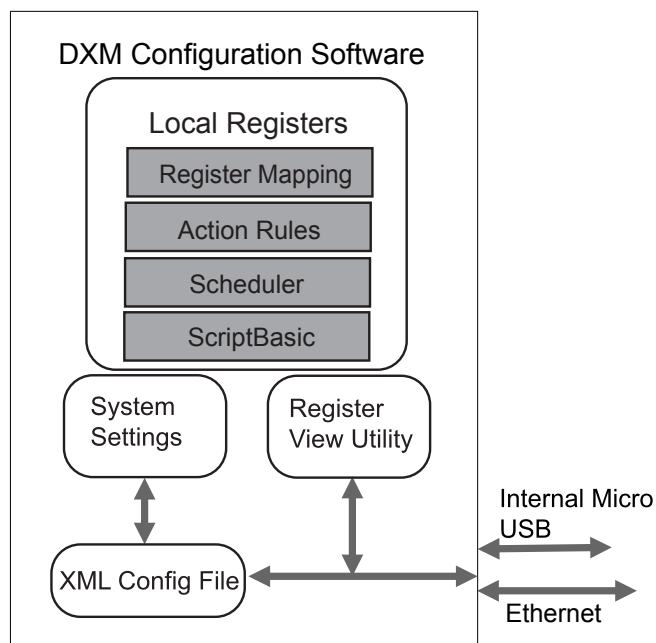 DXM Configuration Software
Local Registers
Register Mapping
Action Rules
Scheduler
ScriptBasic
System
Settings
Register
View Utility
XML Config File
Internal Micro
USB
Ethernet